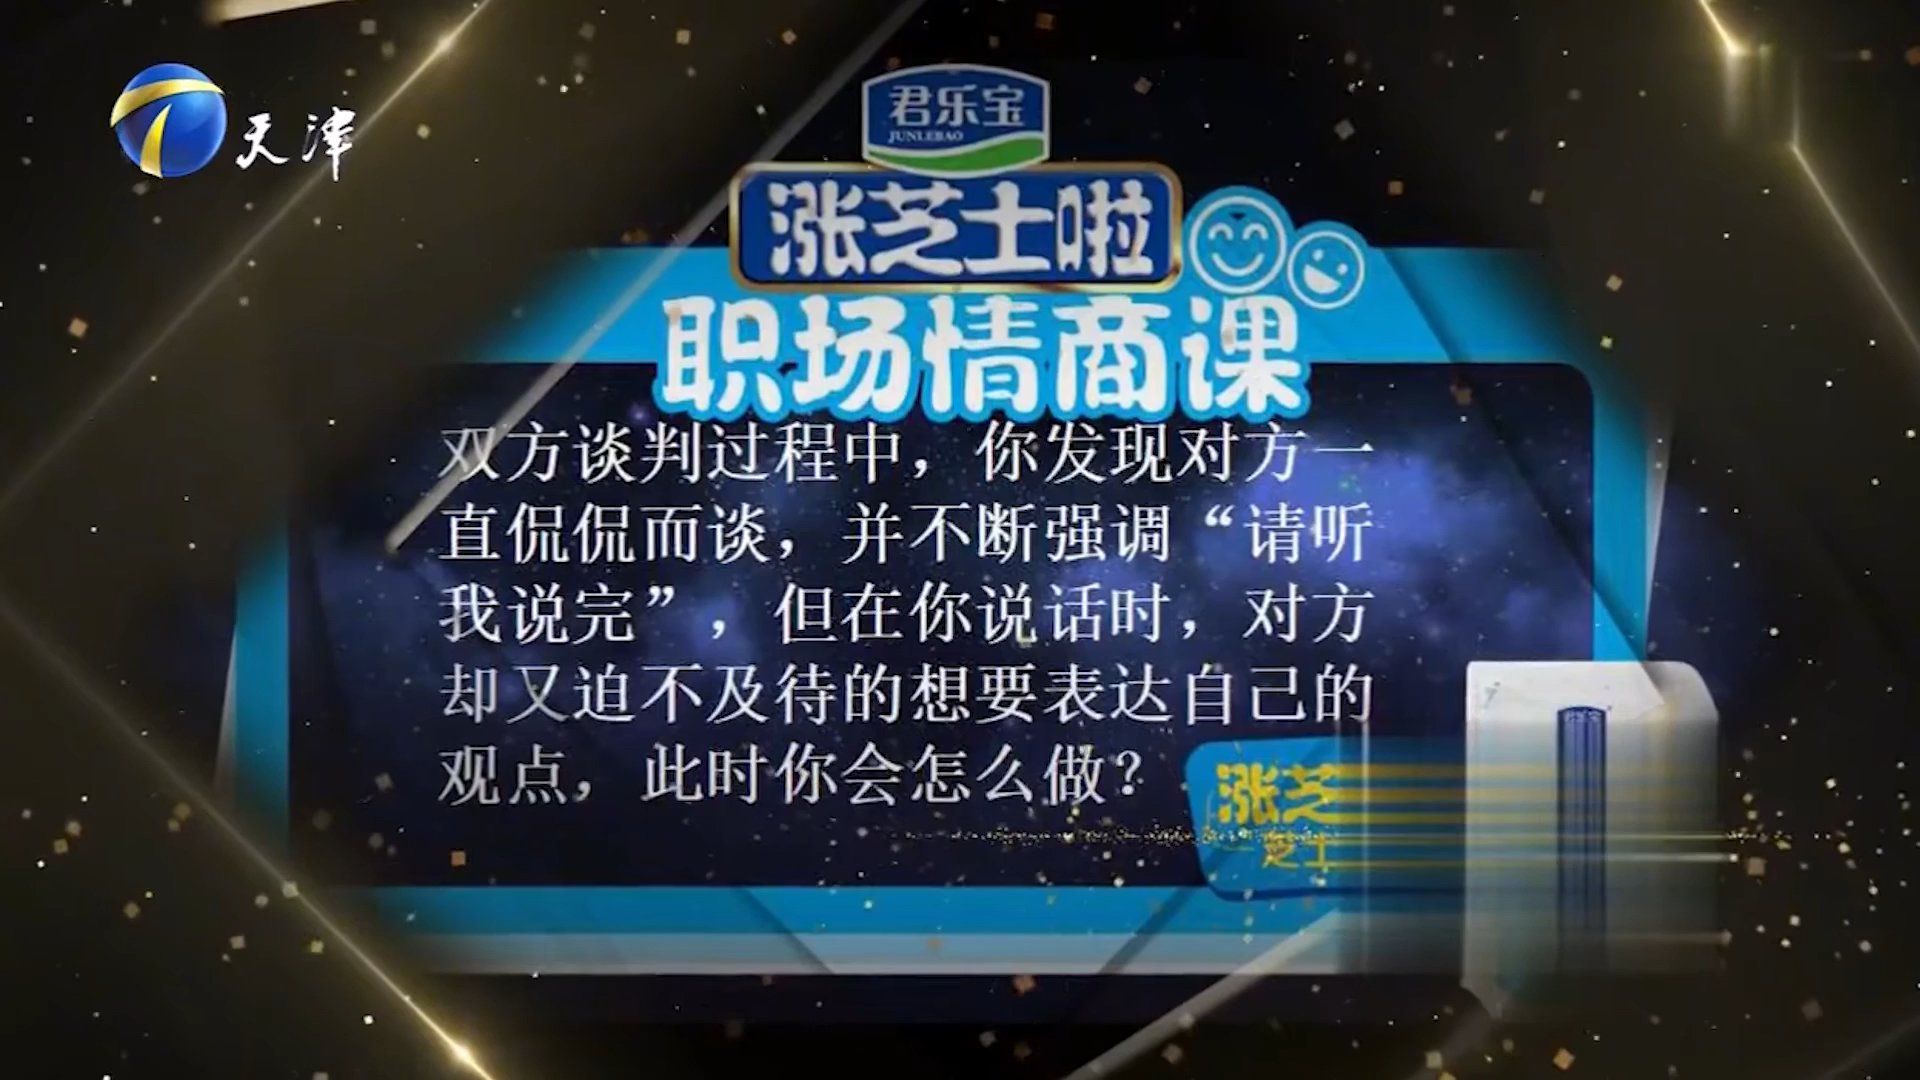 天津
君乐宝
JUNLEBAO
涨芝士啦
职场情商课
双方谈判过程中，你发现对方一
直侃侃而谈，并不断强调“请听
我说完”，但在你说话时，对方
却又迫不及待的想要表达自己的
观点，此时你会怎么做？
涨芝